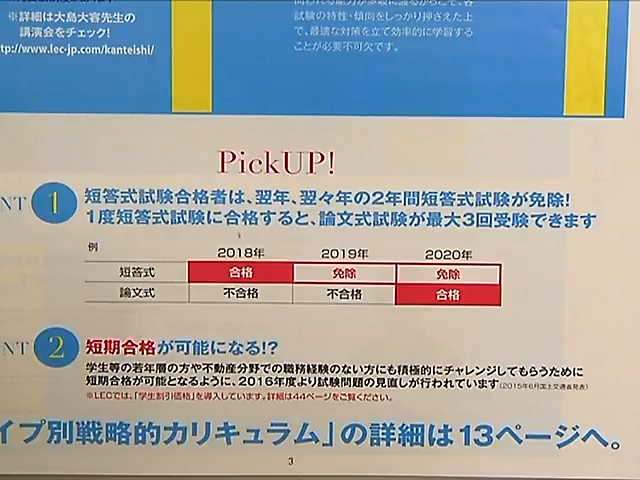 ※詳細は大島大容先生の
講演会をチェック!
http://www.lec-jp.com/kanteishi/
試験の特性・傾向をしっかり押さえた上
で、最適な対策を立て効率的に学習する
ことが必要不可欠です。
PickUP!
NT 1 短答式試験合格者は、翌年、翌々年の2年間短答式試験が免除!
1度短答式試験に合格すると、論文式試験が最大3回受験できます
例
2018年 2019年 2020年
短答式 合格 免除 免除
論文式 不合格 不合格 合格
NT 2 短期合格が可能になる!?
学生等の若年層の方や不動産分野での職務経験のない方にも積極的にチャレンジしてもらうために
短期合格が可能となるように、2016年度より試験問題の見直しが行われています(2015年6月国土交通省発表)
※LECでは、「学生割引価格」を導入しています。詳細は44ページをご覧ください。
イプ別戦略的カリキュラム」の詳細は13ページへ。
3